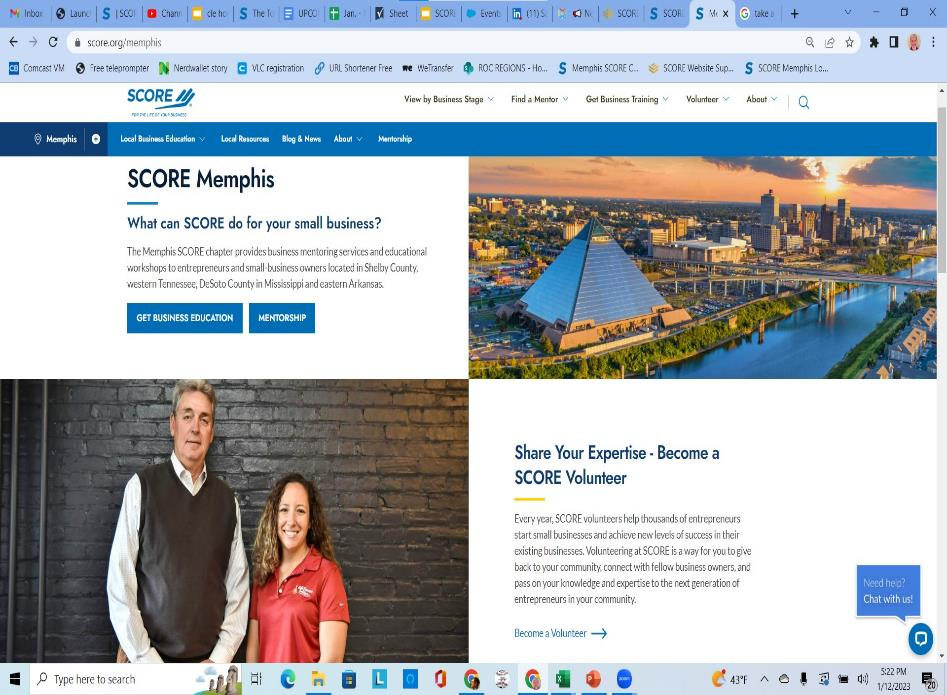 Inbox
Launc
| SCO
Chann
cle ho
The To
UPCO
Jan. -
Sheet
SCORE
Events
(11) S
SCORE
SCORE
take a
score.org/memphis
Comcast VM
Free teleprompter
Nerdwallet story
VLC registration
URL Shortener Free
WeTransfer
ROC REGIONS - Ho...
Memphis SCORE C...
SCORE Website Sup...
SCORE Memphis Lo...
SCORE
FOR THE LIFE OF YOUR BUSINESS
View by Business Stage
Find a Mentor
Get Business Training
Volunteer
About
Memphis
Local Business Education
Local Resources
Blog & News
About
Mentorship
SCORE Memphis
What can SCORE do for your small business?
The Memphis SCORE chapter provides business mentoring services and educational
workshops to entrepreneurs and small-business owners located in Shelby County,
western Tennessee, DeSoto County in Mississippi and eastern Arkansas.
GET BUSINESS EDUCATION
MENTORSHIP
Share Your Expertise - Become a
SCORE Volunteer
Every year, SCORE volunteers help thousands of entrepreneurs
start small businesses and achieve new levels of success in their
existing businesses. Volunteering at SCORE is a way for you to give
back to your community, connect with fellow business owners, and
pass on your knowledge and expertise to the next generation of
entrepreneurs in your community.
Become a Volunteer
Need help?
Chat with us!
Type here to search
43°F
5:22 PM
1/12/2023
20